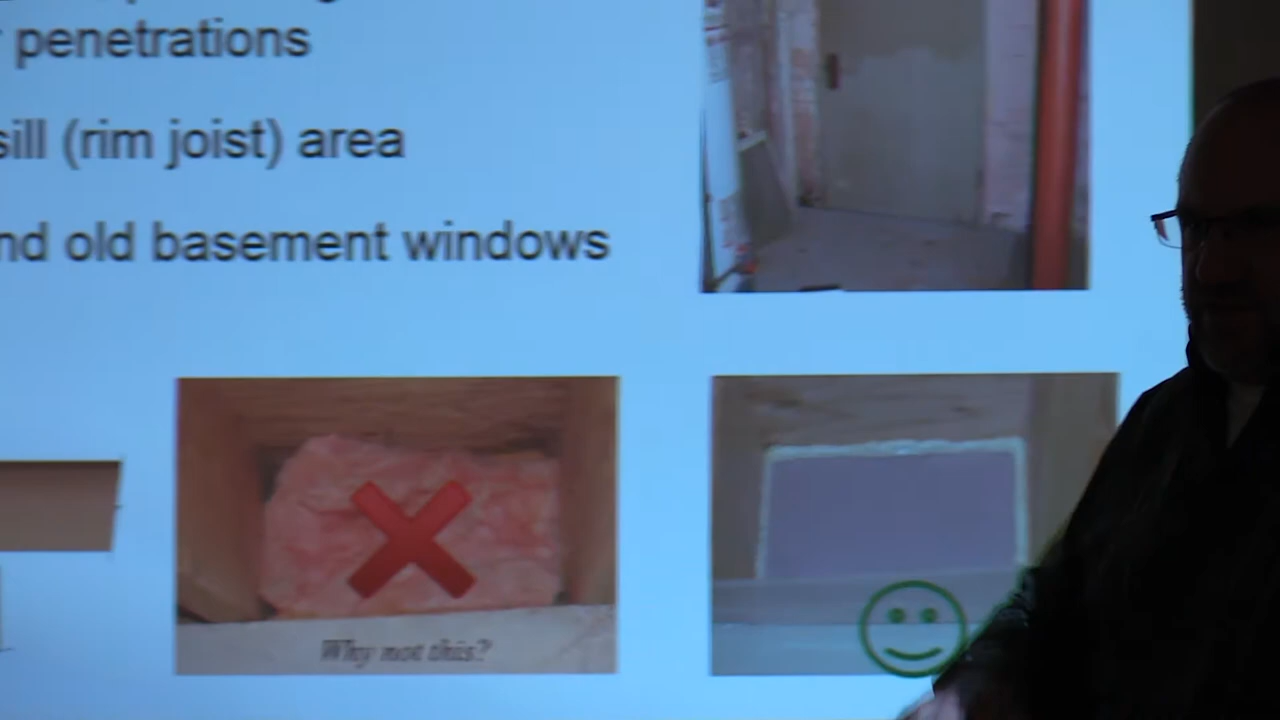 penetrations
sill (rim joist) area
nd old basement windows
Why not this?